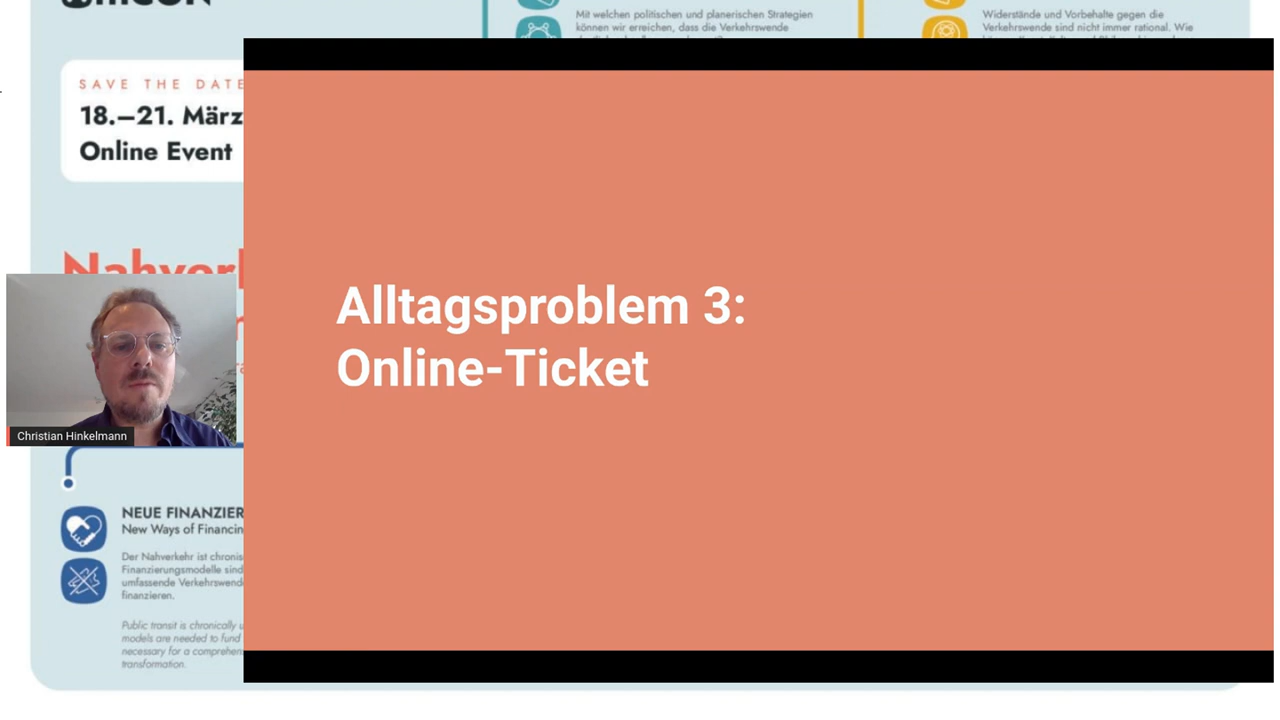 Mit welchen politischen und planerischen Strategien
können wir erreichen, dass die Verkehrswende
Widerstände und Vorbehalte gegen die
Verkehrswende sind nicht immer rational. Wie
SAVE THE DATE
18.–21. März
Online Event
Alltagsproblem 3:
Online-Ticket
Christian Hinkelmann
NEUE FINANZIER
New Ways of Financin
Der Nahverkehr ist chronis
Finanzierungsmodelle sind
umfassende Verkehrswend
finanzieren.
Public transit is chronically u
models are needed to fund
necessary for a comprehens
transformation.